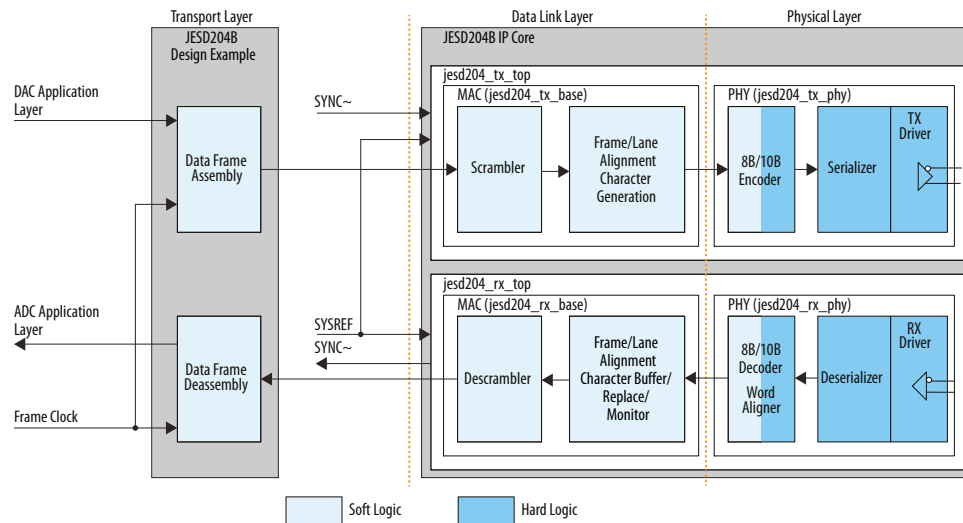 Transport Layer
Data Link Layer
Physical Layer
JESD204B
Design Example
JESD204B IP Core
jesd204_tx_top
DAC Application
Layer
SYNC~
MAC (jesd204_tx_base)
PHY (jesd204_tx_phy)
Data Frame
Assembly
Scrambler
Frame/Lane
Alignment
Character
Generation
8B/10B
Encoder
Serializer
TX
Driver
jesd204_rx_top
ADC Application
Layer
SYSREF
SYNC~
MAC (jesd204_rx_base)
PHY (jesd204_rx_phy)
Data Frame
Deassembly
Descrambler
Frame/Lane
Alignment
Character Buffer/
Replace/
Monitor
8B/10B
Decoder
Word
Aligner
Deserializer
RX
Driver
Frame Clock
Soft Logic
Hard Logic